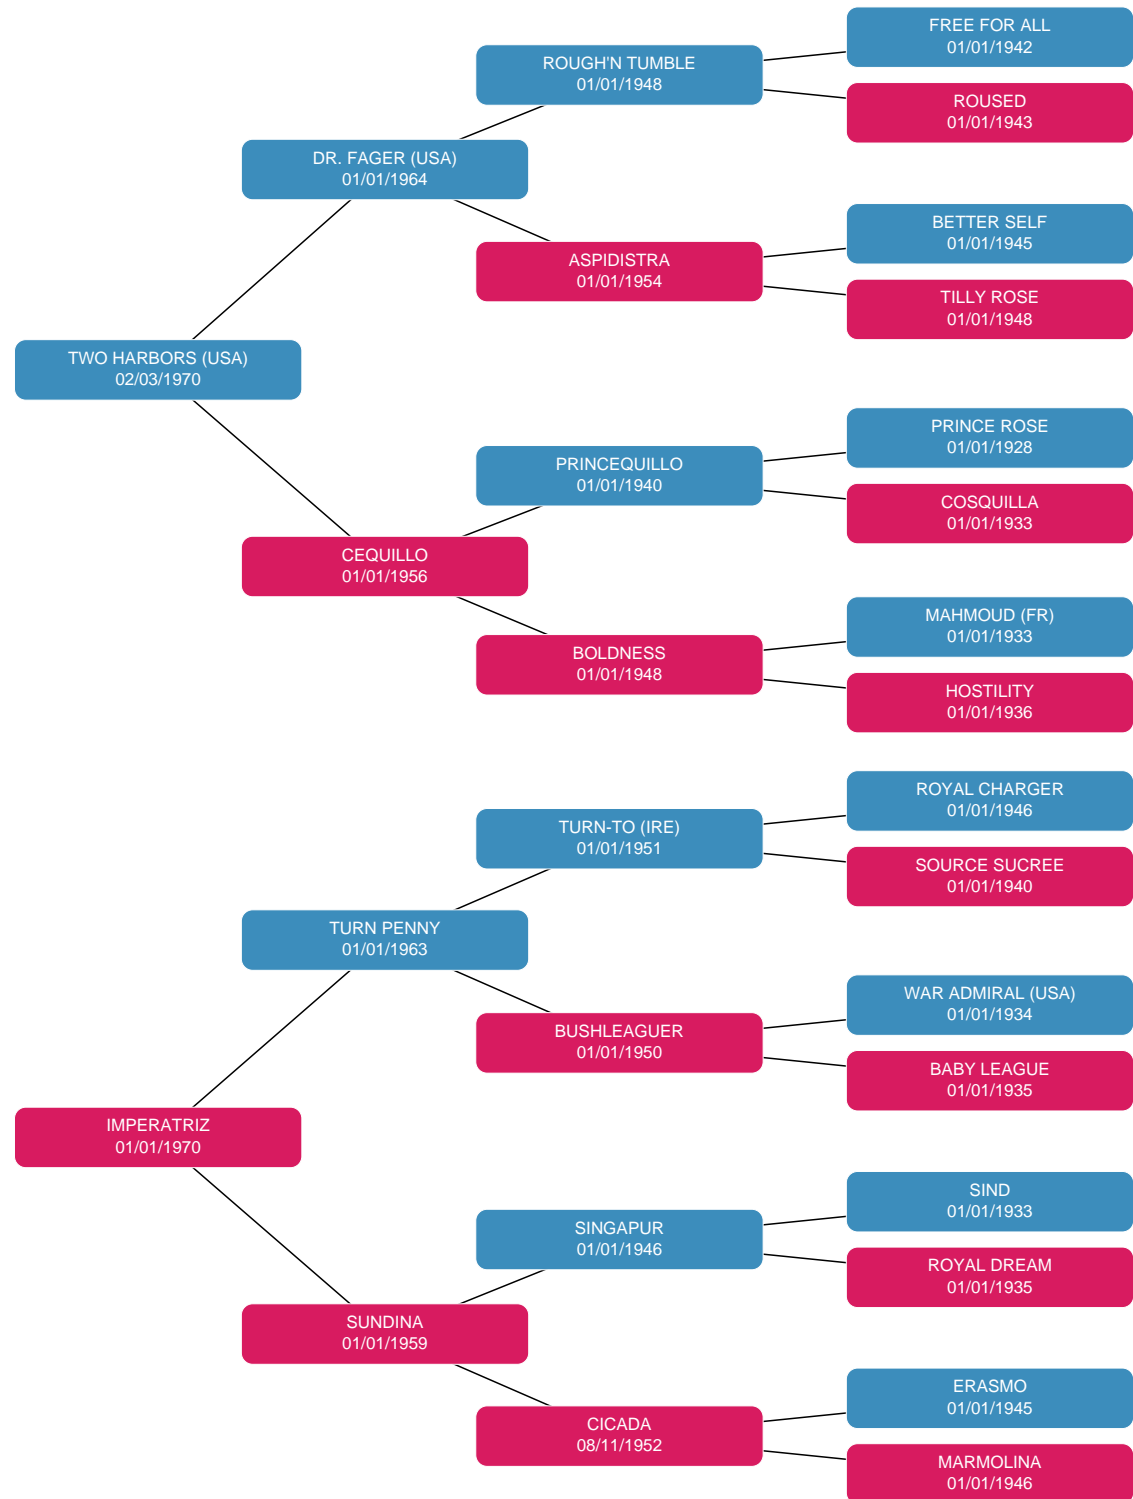 FREE FOR ALL
01/01/1942
ROUGH'N TUMBLE
01/01/1948
ROUSED
01/01/1943
DR. FAGER (USA)
01/01/1964
BETTER SELF
01/01/1945
ASPIDISTRA
01/01/1954
TILLY ROSE
01/01/1948
TWO HARBORS (USA)
02/03/1970
PRINCE ROSE
01/01/1928
PRINCEQUILLO
01/01/1940
COSQUILLA
01/01/1933
CEQUILLO
01/01/1956
MAHMOUD (FR)
01/01/1933
BOLDNESS
01/01/1948
HOSTILITY
01/01/1936
ROYAL CHARGER
01/01/1946
TURN-TO (IRE)
01/01/1951
SOURCE SUCREE
01/01/1940
TURN PENNY
01/01/1963
WAR ADMIRAL (USA)
01/01/1934
BUSHLEAGUER
01/01/1950
BABY LEAGUE
01/01/1935
IMPERATRIZ
01/01/1970
SIND
01/01/1933
SINGAPUR
01/01/1946
ROYAL DREAM
01/01/1935
SUNDINA
01/01/1959
ERASMO
01/01/1945
CICADA
08/11/1952
MARMOLINA
01/01/1946